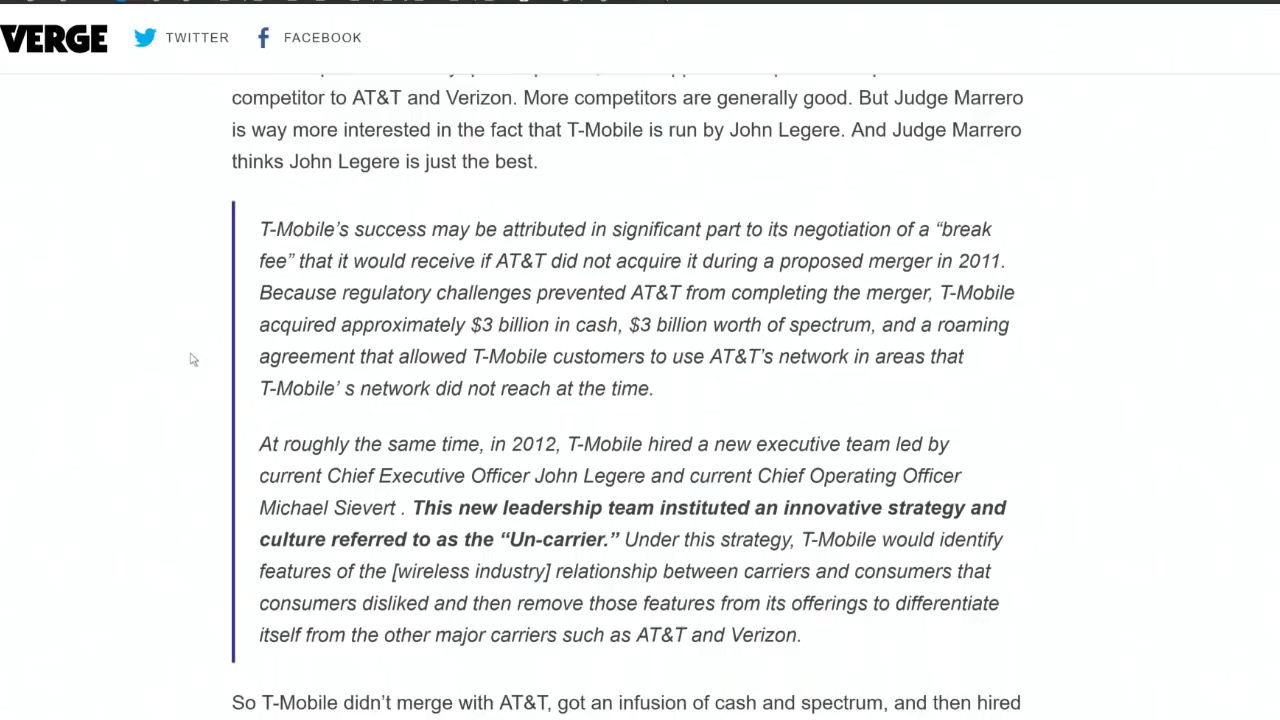 VERGE TWITTER FACEBOOK
competitor to AT&T and Verizon. More competitors are generally good. But Judge Marrero
is way more interested in the fact that T-Mobile is run by John Legere. And Judge Marrero
thinks John Legere is just the best.
T-Mobile’s success may be attributed in significant part to its negotiation of a “break
fee” that it would receive if AT&T did not acquire it during a proposed merger in 2011.
Because regulatory challenges prevented AT&T from completing the merger, T-Mobile
acquired approximately $3 billion in cash, $3 billion worth of spectrum, and a roaming
agreement that allowed T-Mobile customers to use AT&T’s network in areas that
T-Mobile’ s network did not reach at the time.
At roughly the same time, in 2012, T-Mobile hired a new executive team led by
current Chief Executive Officer John Legere and current Chief Operating Officer
Michael Sievert . This new leadership team instituted an innovative strategy and
culture referred to as the “Un-carrier.” Under this strategy, T-Mobile would identify
features of the [wireless industry] relationship between carriers and consumers that
consumers disliked and then remove those features from its offerings to differentiate
itself from the other major carriers such as AT&T and Verizon.
So T-Mobile didn’t merge with AT&T, got an infusion of cash and spectrum, and then hired